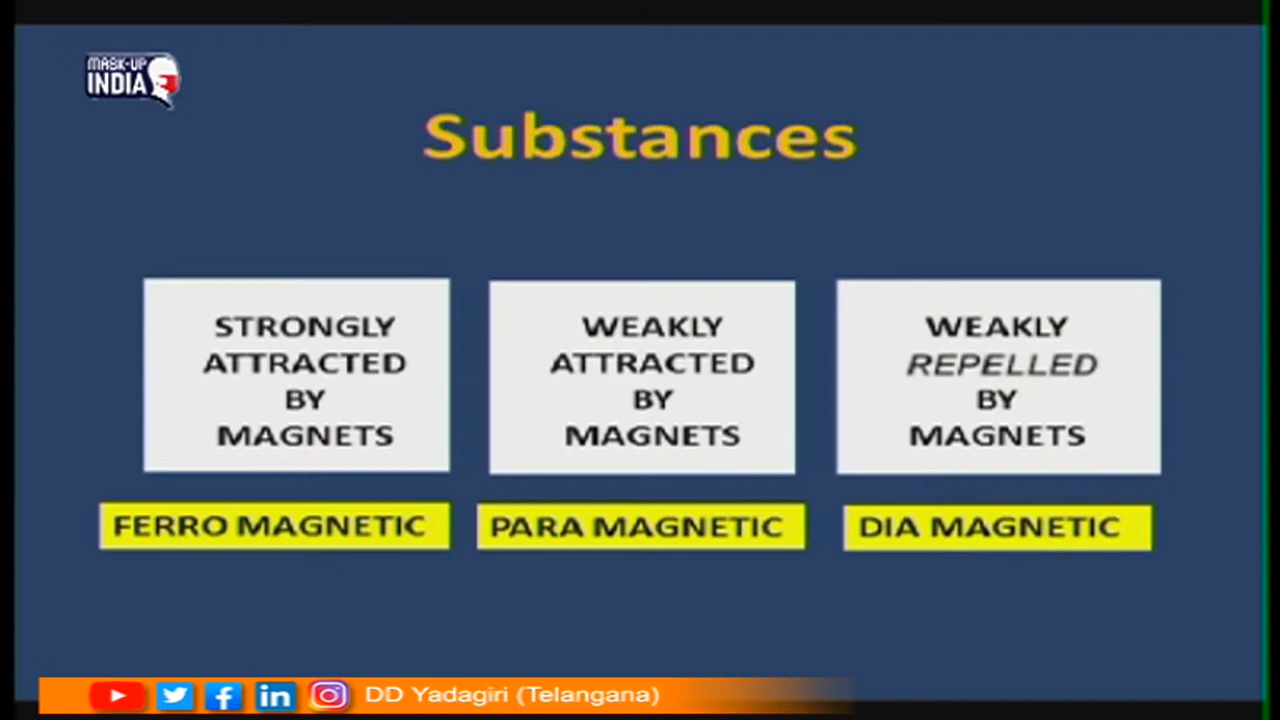 MASK-UP
INDIA
Substances
STRONGLY
ATTRACTED
BY
MAGNETS
WEAKLY
ATTRACTED
BY
MAGNETS
WEAKLY
REPELLED
BY
MAGNETS
FERRO MAGNETIC
PARA MAGNETIC
DIA MAGNETIC
DD Yadagiri (Telangana)